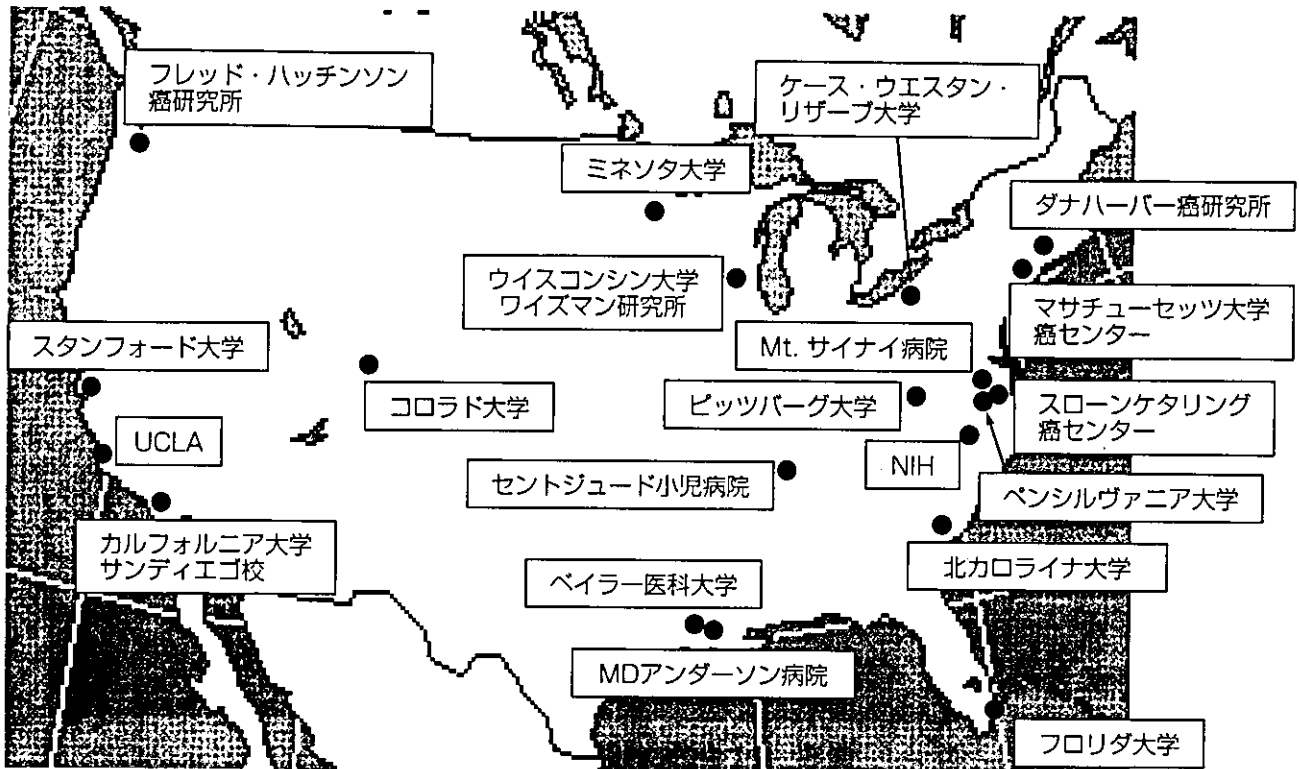 フレッド・ハッチンソン
癌研究所
ケース・ウエスタン・
リザーブ大学
ミネソタ大学
ダナハーバー癌研究所
ウイスコンシン大学
ワイズマン研究所
マサチューセッツ大学
癌センター
スタンフォード大学
Mt. サイナイ病院
コロラド大学
ピッツバーグ大学
スローンケタリング
癌センター
UCLA
NIH
セントジュード小児病院
ペンシルヴァニア大学
カルフォルニア大学
サンディエゴ校
北カロライナ大学
ベイラー医科大学
MDアンダーソン病院
フロリダ大学